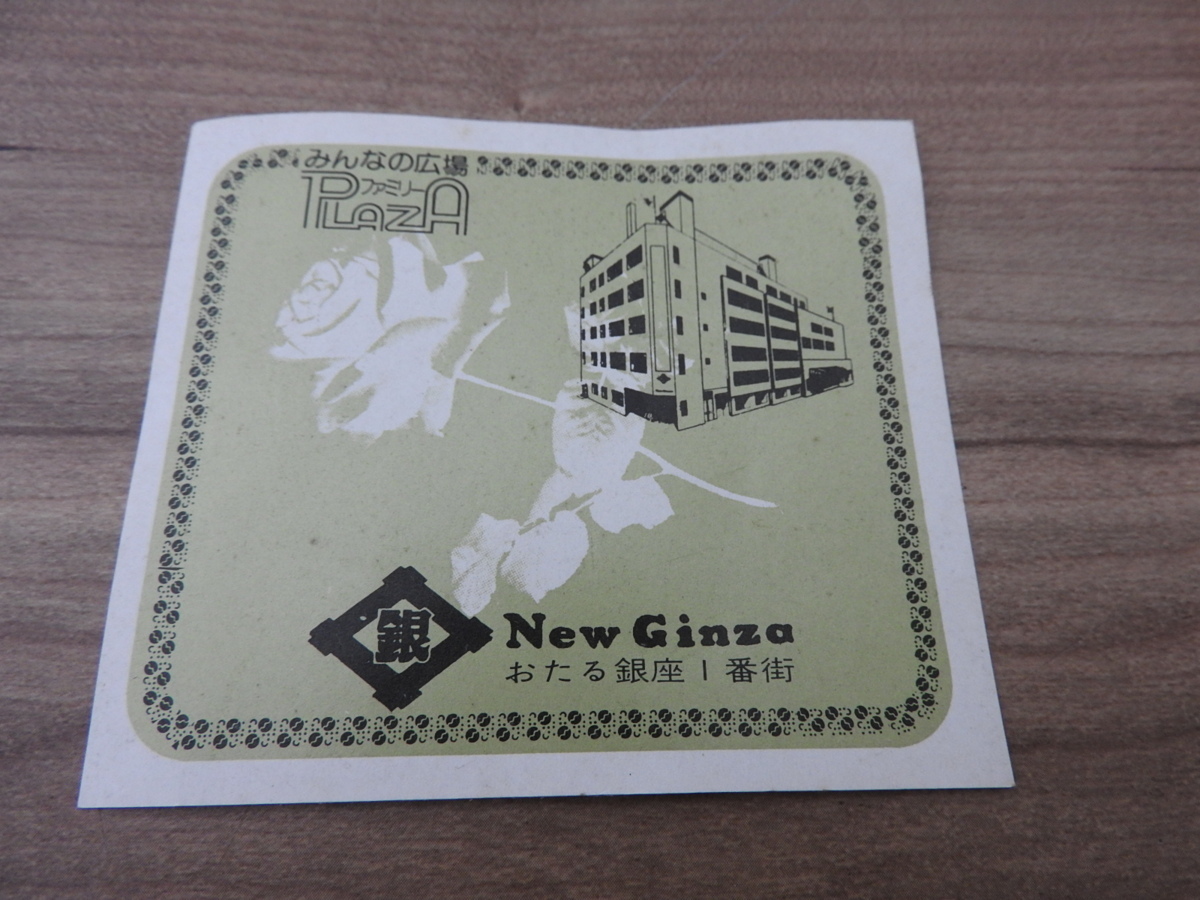 みんなの広場
ファミリー
PLAZA
銀
New Ginza
おたる銀座1番街